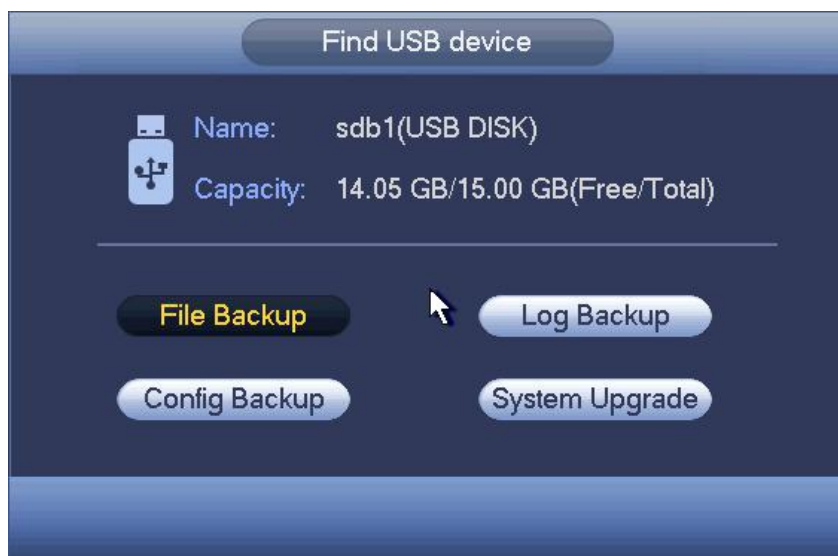 Find USB device
Name: sdb1(USB DISK)
Capacity: 14.05 GB/15.00 GB(Free/Total)
File Backup Log Backup
Config Backup System Upgrade